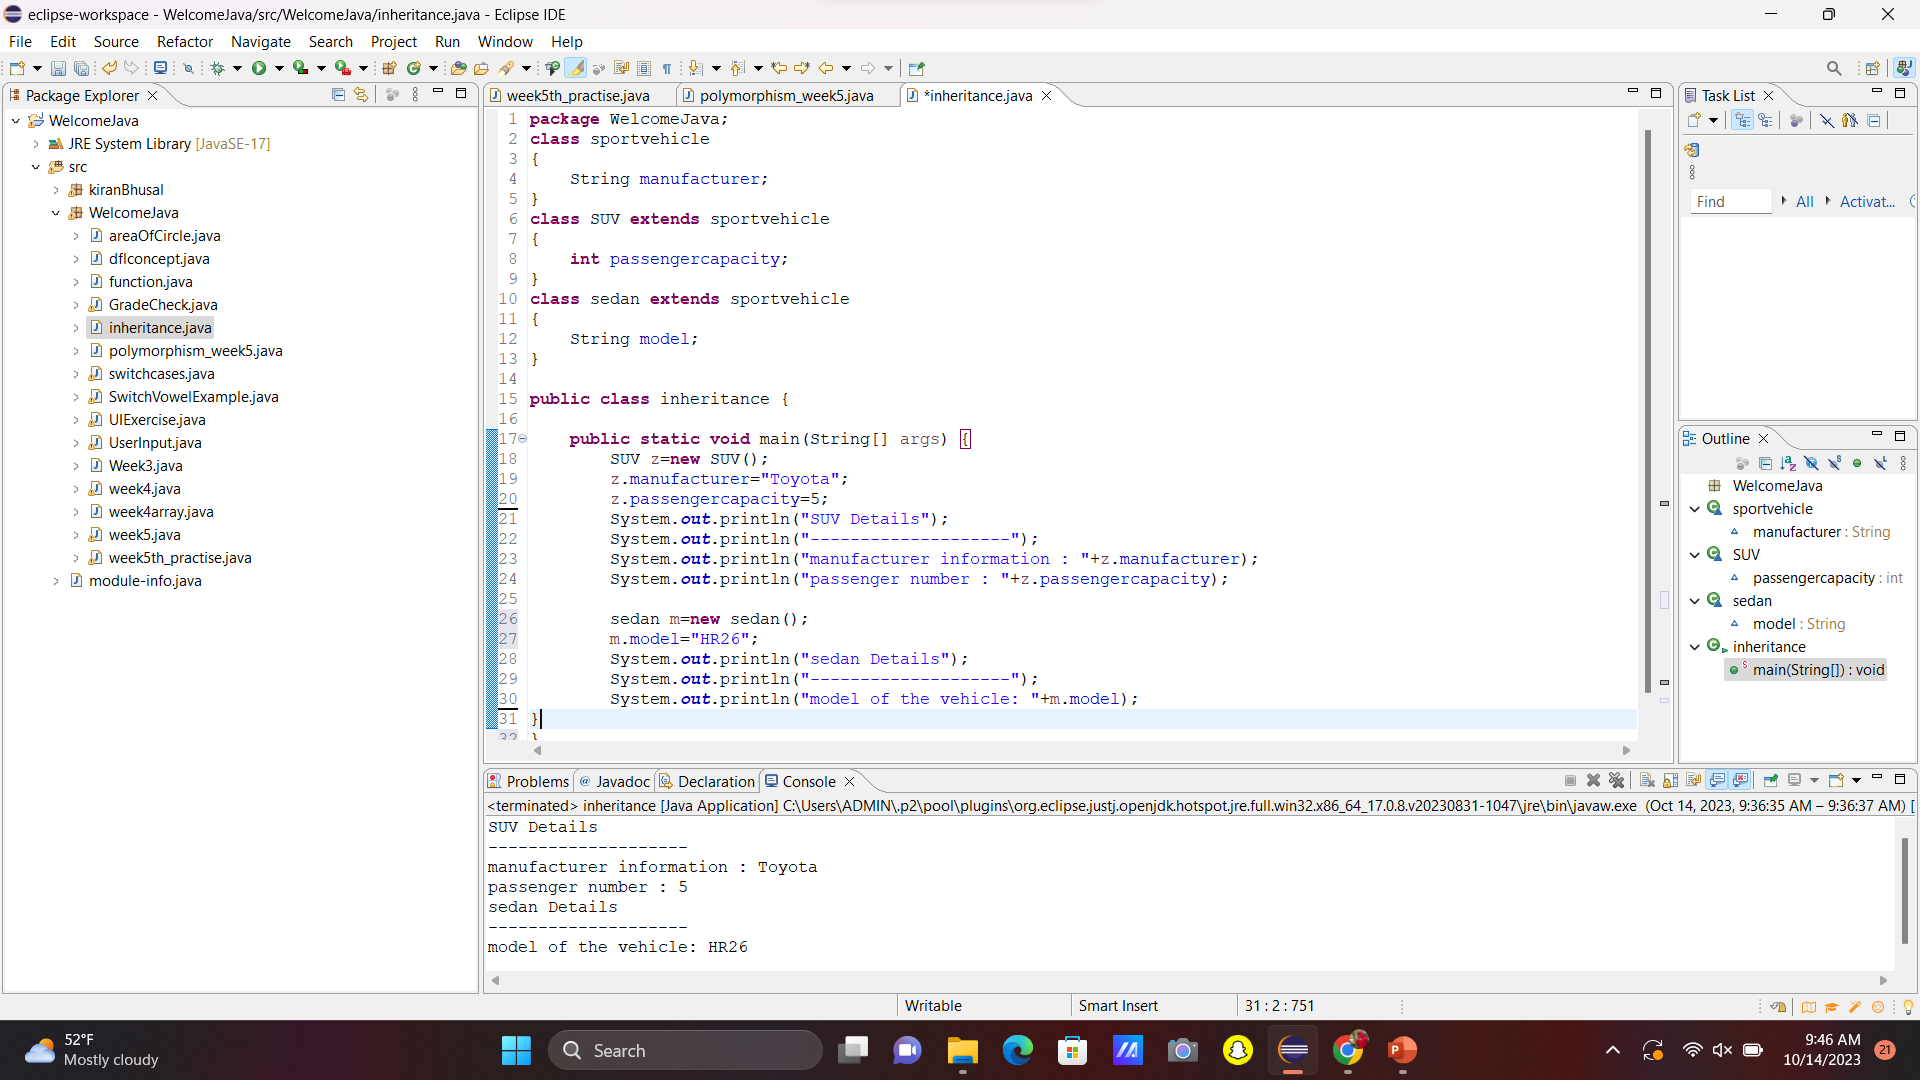 eclipse-workspace - WelcomeJava/src/WelcomeJava/inheritance.java - Eclipse IDE
File Edit Source Refactor Navigate Search Project Run Window Help
Package Explorer
WelcomeJava
JRE System Library [JavaSE-17]
src
kiranBhusal
WelcomeJava
areaOfCircle.java
dflconcept.java
function.java
GradeCheck.java
inheritance.java
polymorphism_week5.java
switchcases.java
SwitchVowelExample.java
UIExercise.java
UserInput.java
Week3.java
week4.java
week4array.java
week5.java
week5th_practise.java
module-info.java
week5th_practise.java polymorphism_week5.java *inheritance.java
1 package WelcomeJava;
2 class sportvehicle
3 {
4     String manufacturer;
5 }
6 class SUV extends sportvehicle
7 {
8     int passengercapacity;
9 }
10 class sedan extends sportvehicle
11 {
12     String model;
13 }
14
15 public class inheritance {
16
17     public static void main(String[] args) {
18         SUV z=new SUV();
19         z.manufacturer="Toyota";
20         z.passengercapacity=5;
21         System.out.println("SUV Details");
22         System.out.println("--------------------");
23         System.out.println("manufacturer information : "+z.manufacturer);
24         System.out.println("passenger number : "+z.passengercapacity);
25
26         sedan m=new sedan();
27         m.model="HR26";
28         System.out.println("sedan Details");
29         System.out.println("--------------------");
30         System.out.println("model of the vehicle: "+m.model);
31 }
32 }
Task List
Find All Activat...
Outline
WelcomeJava
sportvehicle
manufacturer : String
SUV
passengercapacity : int
sedan
model : String
inheritance
main(String[]) : void
Problems @ Javadoc Declaration Console
<terminated> inheritance [Java Application] C:\Users\ADMIN\.p2\pool\plugins\org.eclipse.justj.openjdk.hotspot.jre.full.win32.x86_64_17.0.8.v20230831-1047\jre\bin\javaw.exe (Oct 14, 2023, 9:36:35 AM – 9:36:37 AM) [
SUV Details
--------------------
manufacturer information : Toyota
passenger number : 5
sedan Details
--------------------
model of the vehicle: HR26
Writable Smart Insert 31 : 2 : 751
52°F
Mostly cloudy
Search
9:46 AM
10/14/2023
21